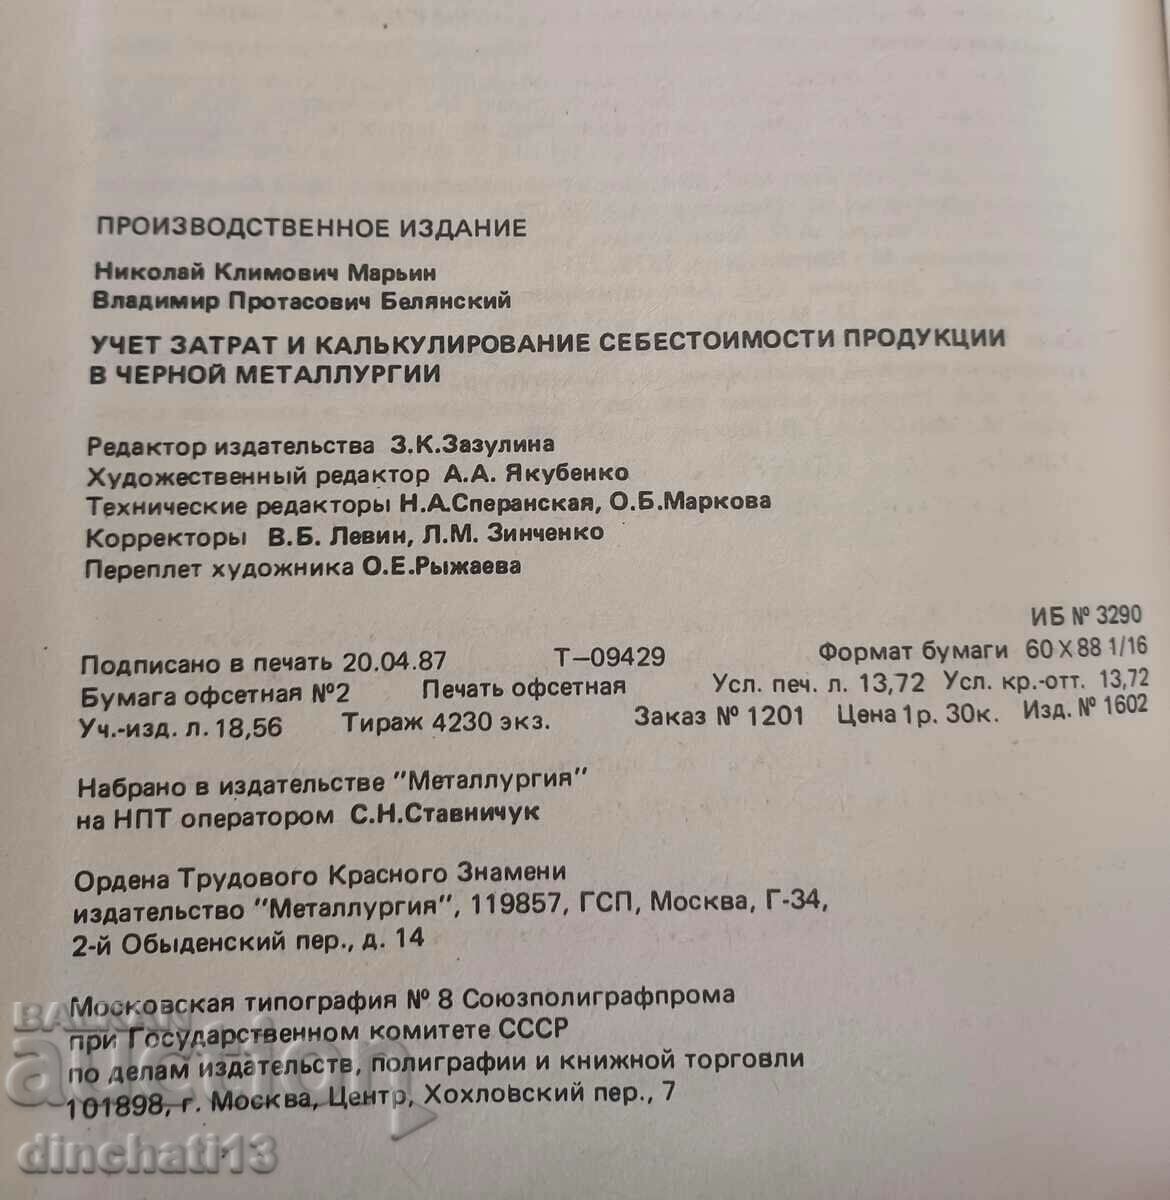 ПРОИЗВОДСТВЕННОЕ ИЗДАНИЕ
Николай Климович Марьин
Владимир Протасович Белянский
УЧЕТ ЗАТРАТ И КАЛЬКУЛИРОВАНИЕ СЕБЕСТОИМОСТИ ПРОДУКЦИИ
В ЧЕРНОЙ МЕТАЛЛУРГИИ
Редактор издательства З.К.Зазулина
Художественный редактор А.А. Якубенко
Технические редакторы Н.А.Сперанская, О.Б.Маркова
Корректоры В.Б. Левин, Л.М. Зинченко
Переплет художника О.Е.Рыжаева
ИБ № 3290
Подписано в печать 20.04.87 Т—09429 Формат бумаги 60 X 88 1/16
Бумага офсетная №2 Печать офсетная Усл. печ. л. 13,72 Усл. кр.-отт. 13,72
Уч.-изд. л. 18,56 Тираж 4230 экз. Заказ № 1201 Цена 1 р. 30к. Изд. № 1602
Набрано в издательстве "Металлургия"
на НПТ оператором С.Н.Ставничук
Ордена Трудового Красного Знамени
издательство "Металлургия", 119857, ГСП, Москва, Г-34,
2-й Обыденский пер., д. 14
Московская типография № 8 Союзполиграфпрома
при Государственном комитете СССР
по делам издательств, полиграфии и книжной торговли
101898, г. Москва, Центр, Хохловский пер., 7
BALKAN
auction
dinchati13